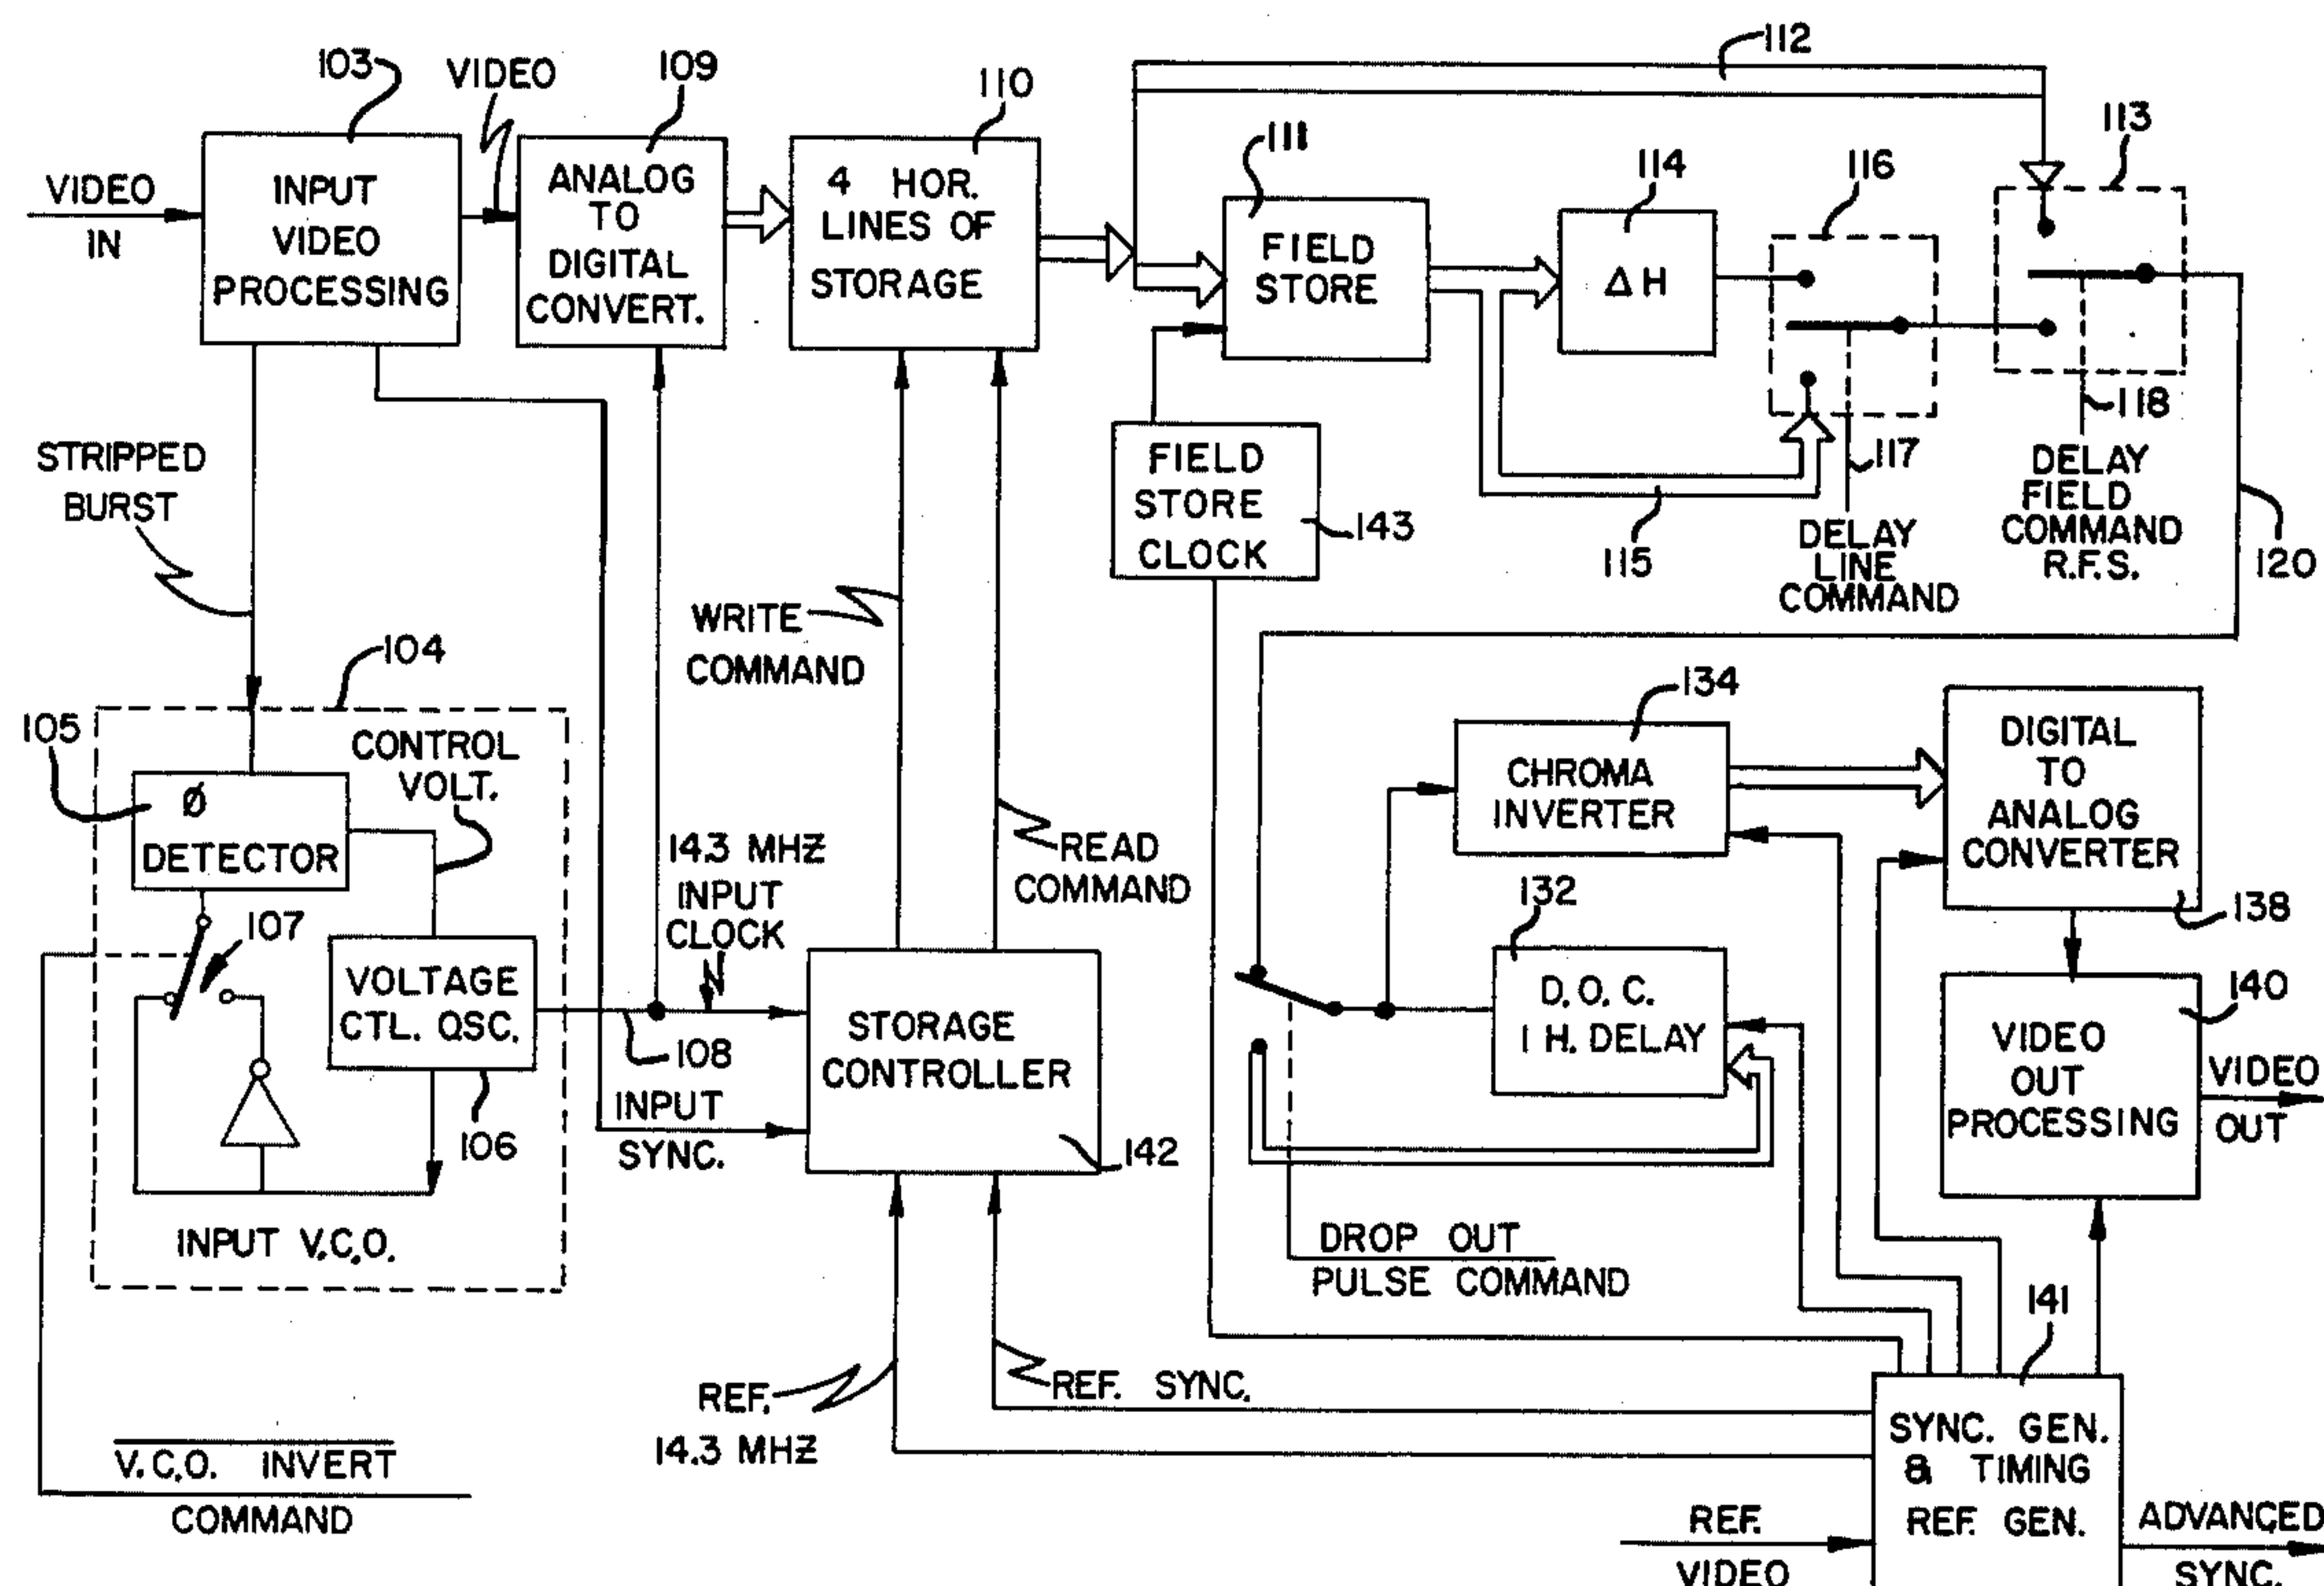 103
VIDEO
109
110
112
113
VIDEO
IN
INPUT
VIDEO
PROCESSING
ANALOG
TO
DIGITAL
CONVERT.
4 HOR.
LINES OF
STORAGE
111
FIELD
STORE
114
ΔH
116
118
117
115
DELAY
LINE
COMMAND
DELAY
FIELD
COMMAND
R.F.S.
120
FIELD
STORE
CLOCK
143
STRIPPED
BURST
WRITE
COMMAND
104
105
Ø
DETECTOR
CONTROL
VOLT.
107
VOLTAGE
CTL. OSC.
106
INPUT V.C.O.
14.3 MHZ
INPUT
CLOCK
108
INPUT
SYNC.
READ
COMMAND
STORAGE
CONTROLLER
142
134
CHROMA
INVERTER
132
D.O.C.
1 H. DELAY
DIGITAL
TO
ANALOG
CONVERTER
138
140
VIDEO
OUT
PROCESSING
VIDEO
OUT
DROP OUT
PULSE COMMAND
141
REF.
14.3 MHZ
REF. SYNC.
V.C.O. INVERT
COMMAND
SYNC. GEN.
& TIMING
REF. GEN.
REF.
VIDEO
ADVANCED
SYNC.